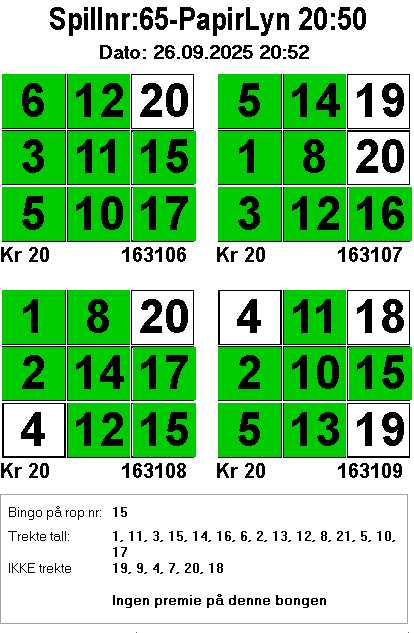 Spillnr:65-PapirLyn 20:50
Dato: 26.09.2025 20:52
6 12 20 5 14 19
3 11 15 1 8 20
5 10 17 3 12 16
Kr 20 163106 Kr 20 163107
1 8 20 4 11 18
2 14 17 2 10 15
4 12 15 5 13 19
Kr 20 163108 Kr 20 163109
Bingo på rop nr: 15
Trekte tall: 1, 11, 3, 15, 14, 16, 6, 2, 13, 12, 8, 21, 5, 10,
17
IKKE trekte 19, 9, 4, 7, 20, 18
Ingen premie på denne bongen